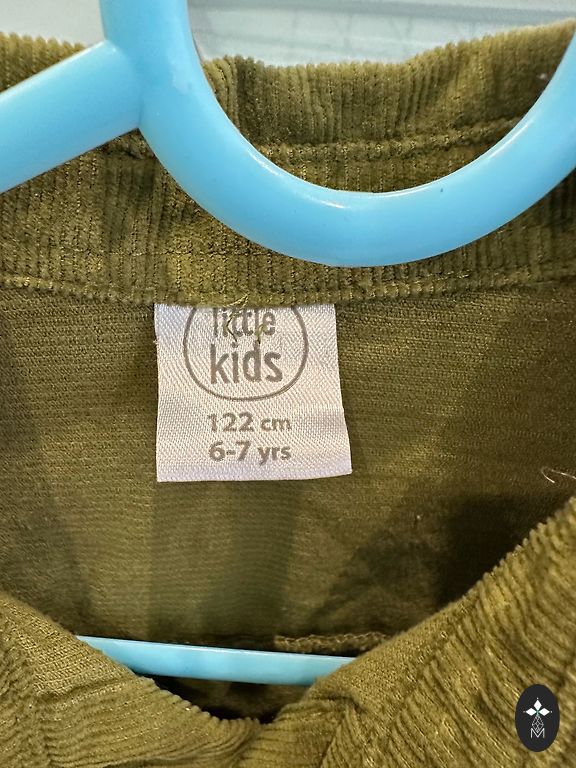 little
kids
122 cm
6-7 yrs
M